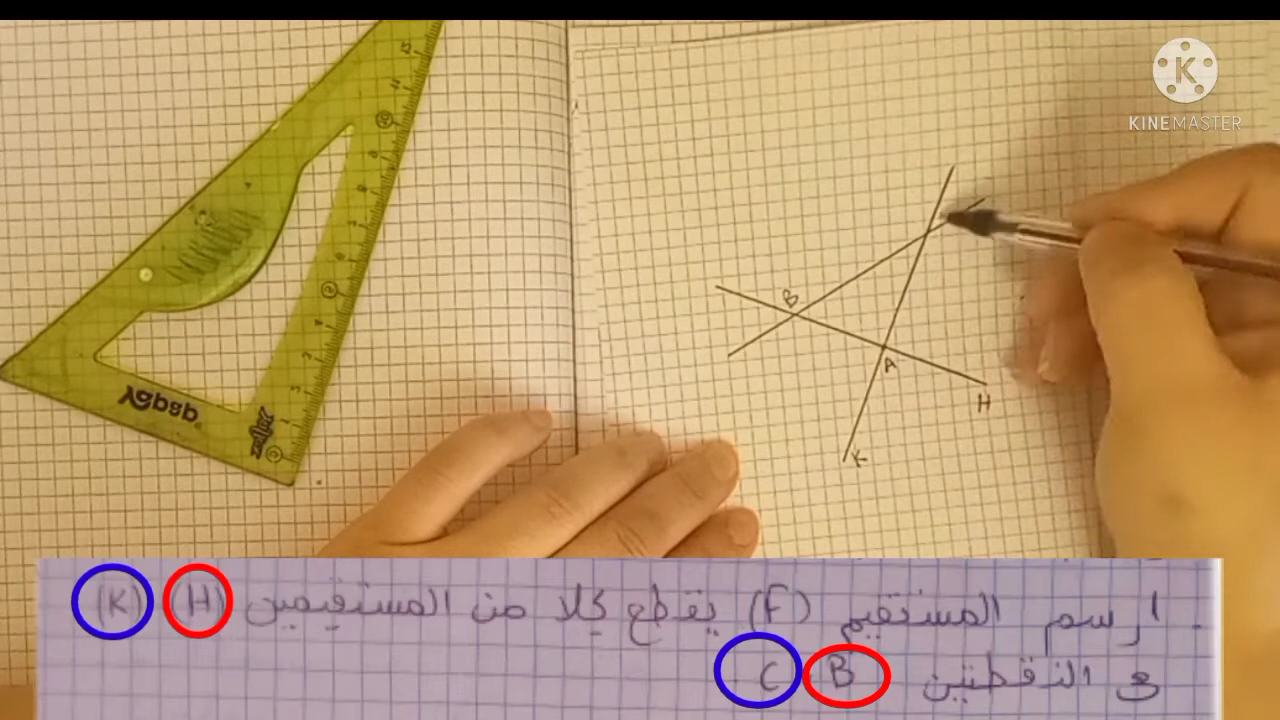 KINEMASTER
B
A
H
K
ارسم المستقيم (F) يقطع كلا من المستقيمين (H) (K)
في النقطتين B C